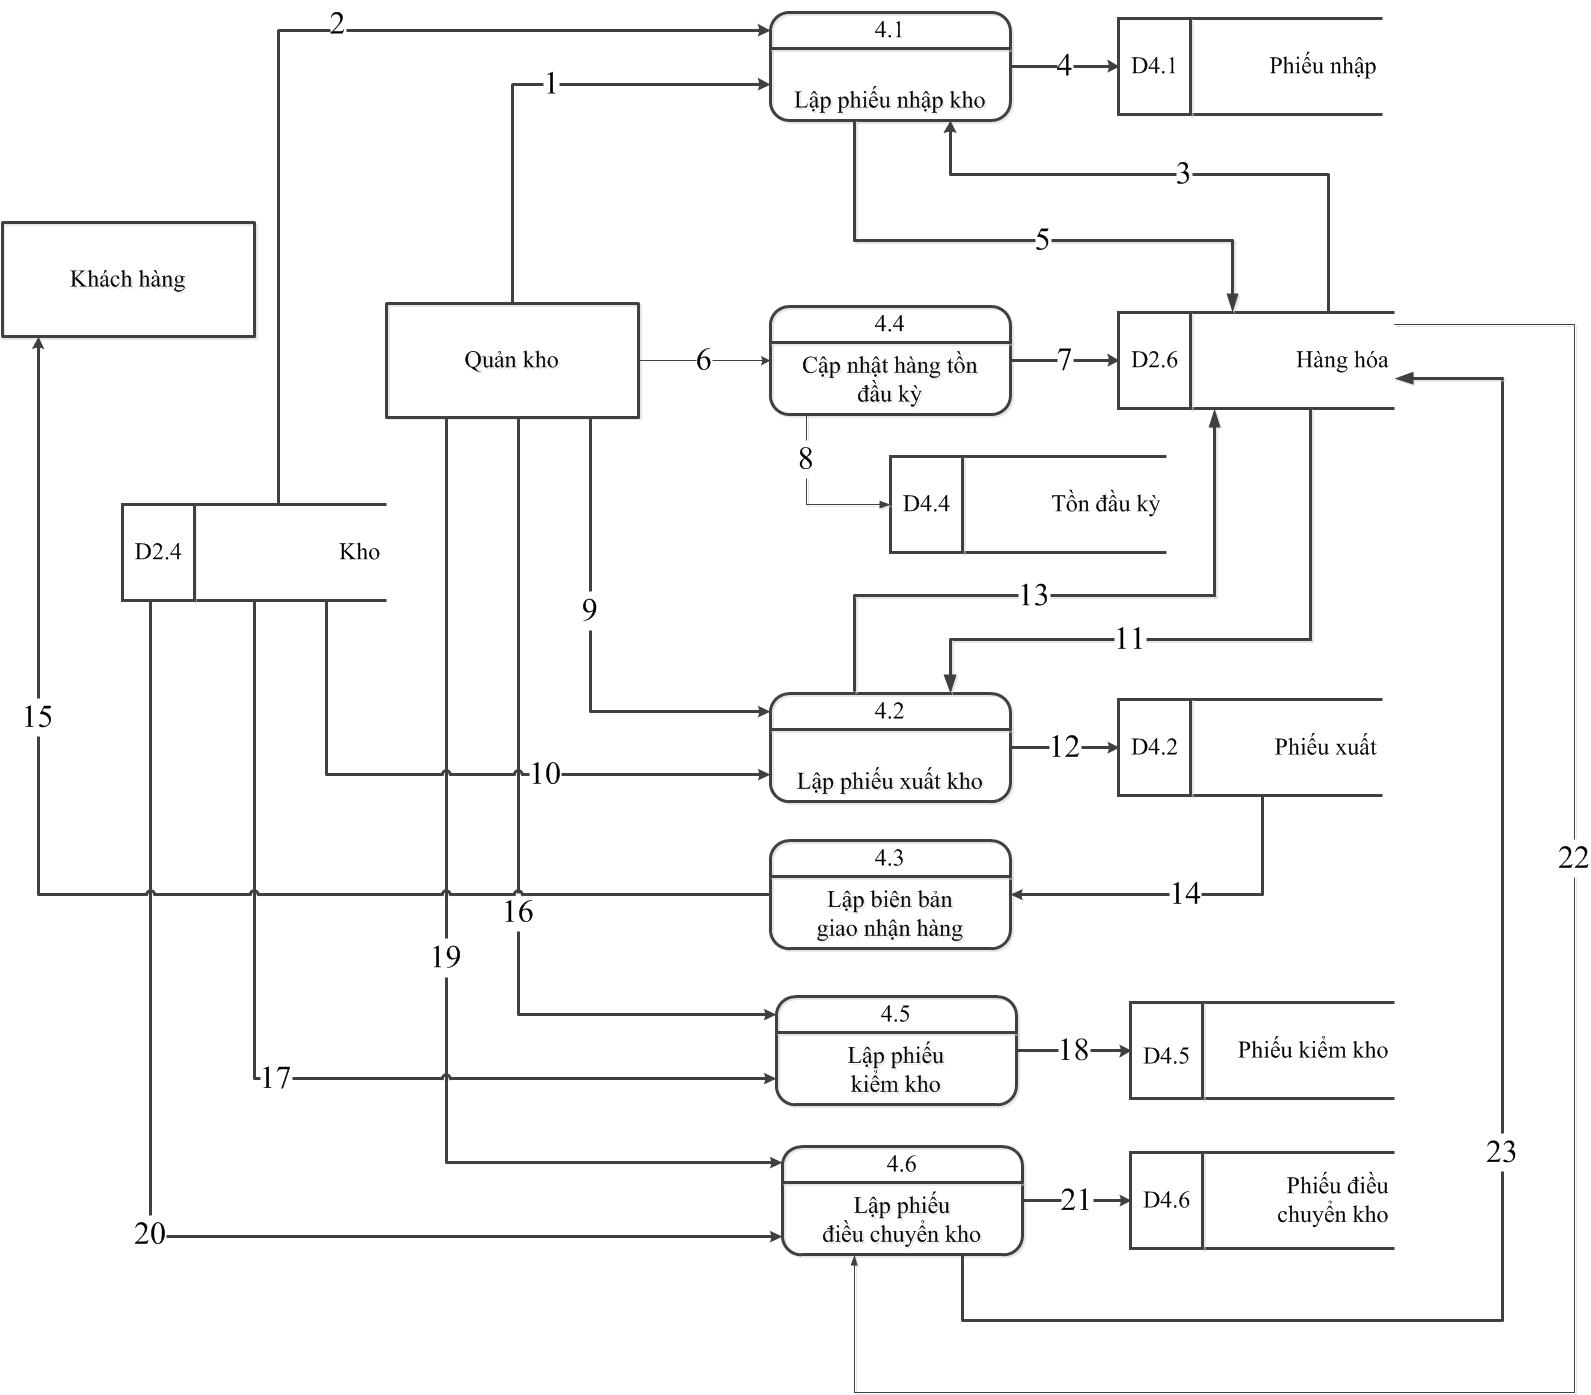 2
4.1
1
4
D4.1
Phiếu nhập
Lập phiếu nhập kho
3
5
Khách hàng
4.4
Quản kho
6
Cập nhật hàng tồn
đầu kỳ
7
D2.6
Hàng hóa
8
D4.4
Tồn đầu kỳ
D2.4
Kho
13
9
11
15
4.2
12
D4.2
Phiếu xuất
10
Lập phiếu xuất kho
4.3
22
14
Lập biên bản
giao nhận hàng
16
19
4.5
18
D4.5
Phiếu kiểm kho
Lập phiếu
kiểm kho
17
23
4.6
21
D4.6
Phiếu điều
chuyển kho
Lập phiếu
điều chuyển kho
20